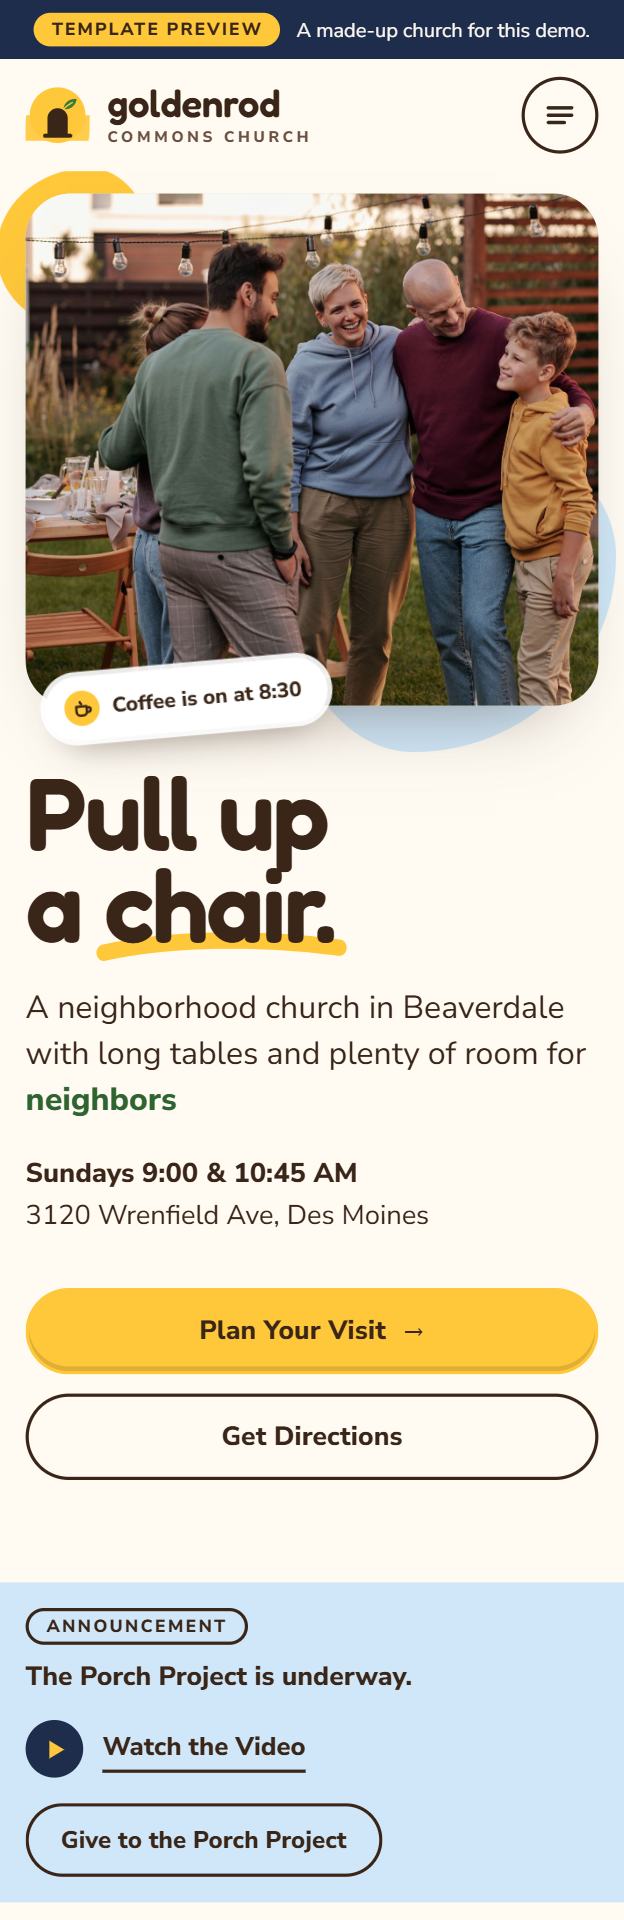 TEMPLATE PREVIEW A made-up church for this demo.
goldenrod
COMMONS CHURCH
Coffee is on at 8:30
Pull up
a chair.
A neighborhood church in Beaverdale
with long tables and plenty of room for
neighbors
Sundays 9:00 & 10:45 AM
3120 Wrenfield Ave, Des Moines
Plan Your Visit →
Get Directions
ANNOUNCEMENT
The Porch Project is underway.
Watch the Video
Give to the Porch Project